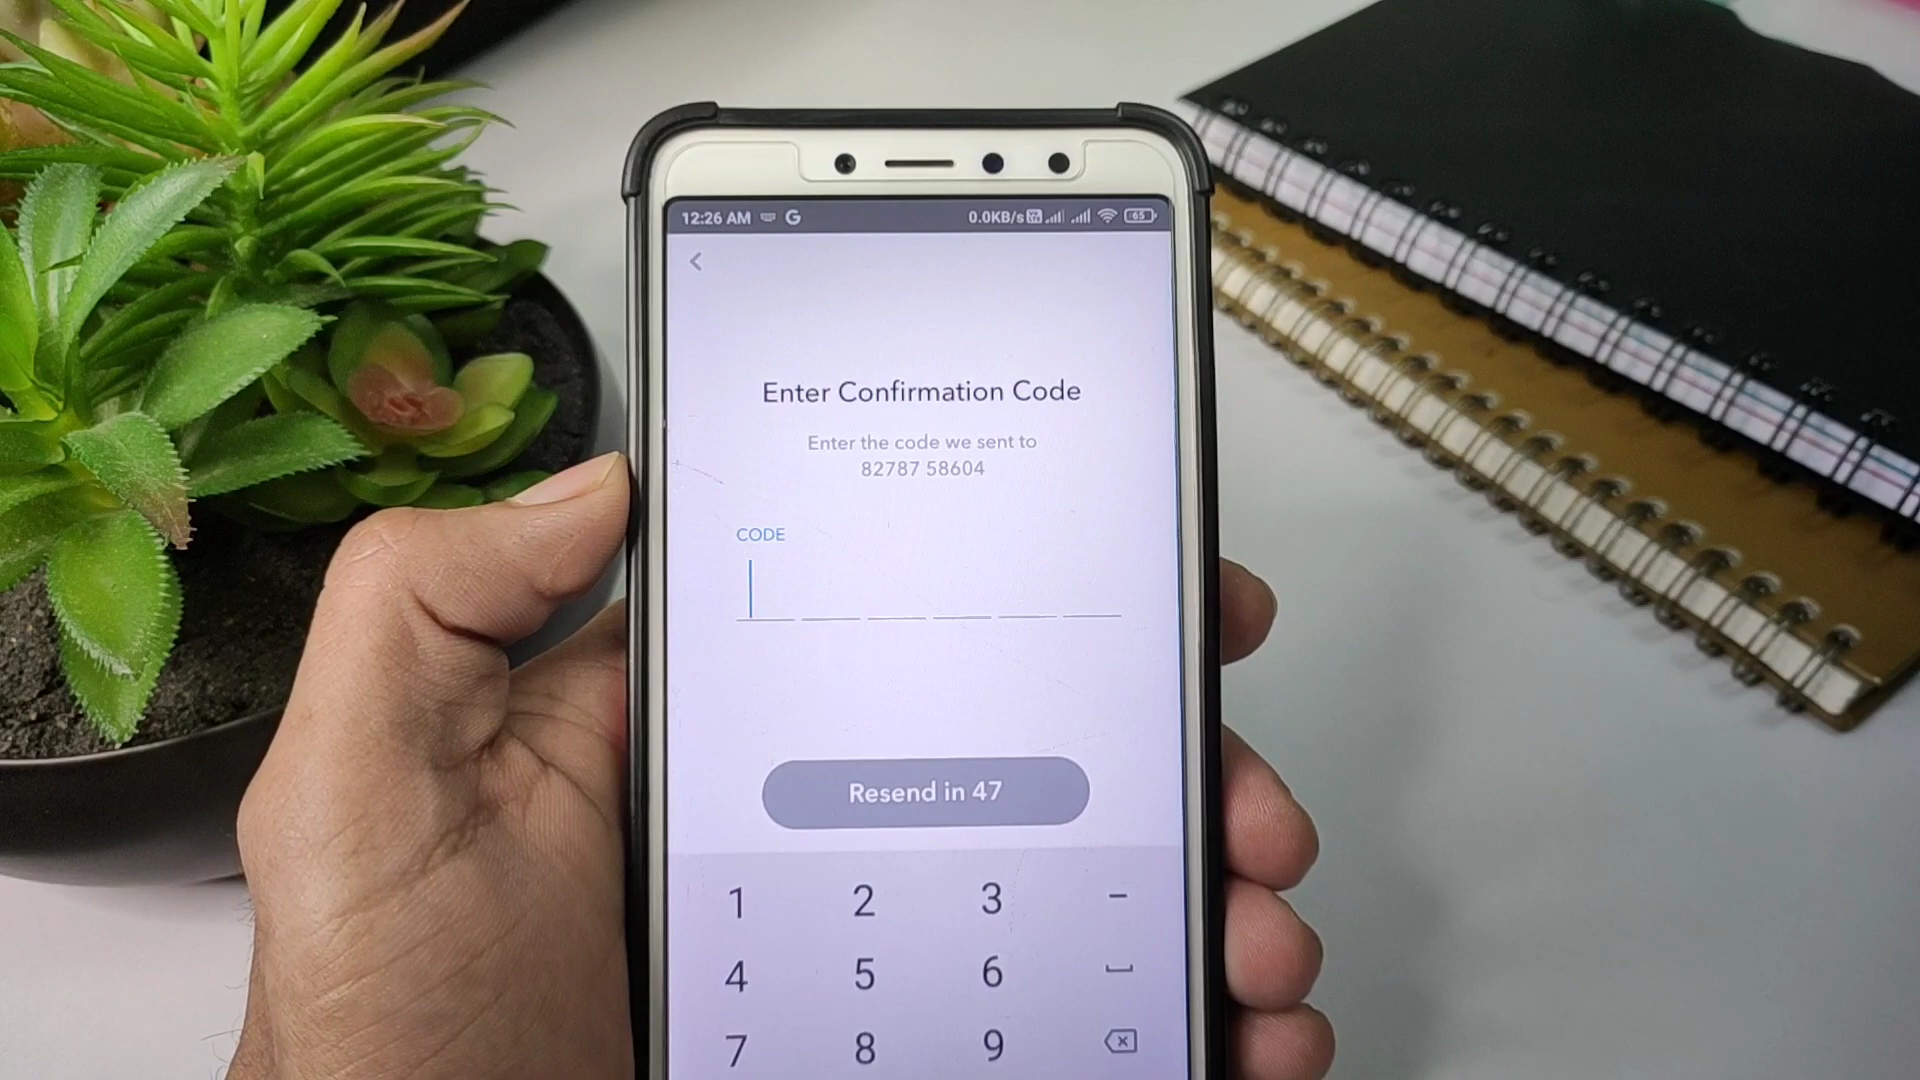 12:26 AM G 0.0KB/s 65
Enter Confirmation Code
Enter the code we sent to
82787 58604
CODE
Resend in 47
1 2 3 –
4 5 6
7 8 9